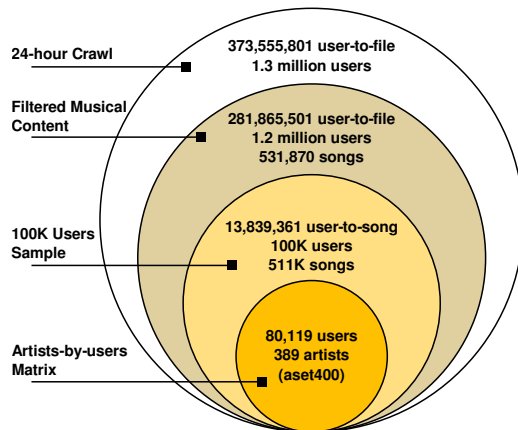 24-hour Crawl
373,555,801 user-to-file
1.3 million users
Filtered Musical
Content
281,865,501 user-to-file
1.2 million users
531,870 songs
100K Users
Sample
13,839,361 user-to-song
100K users
511K songs
Artists-by-users
Matrix
80,119 users
389 artists
(aset400)